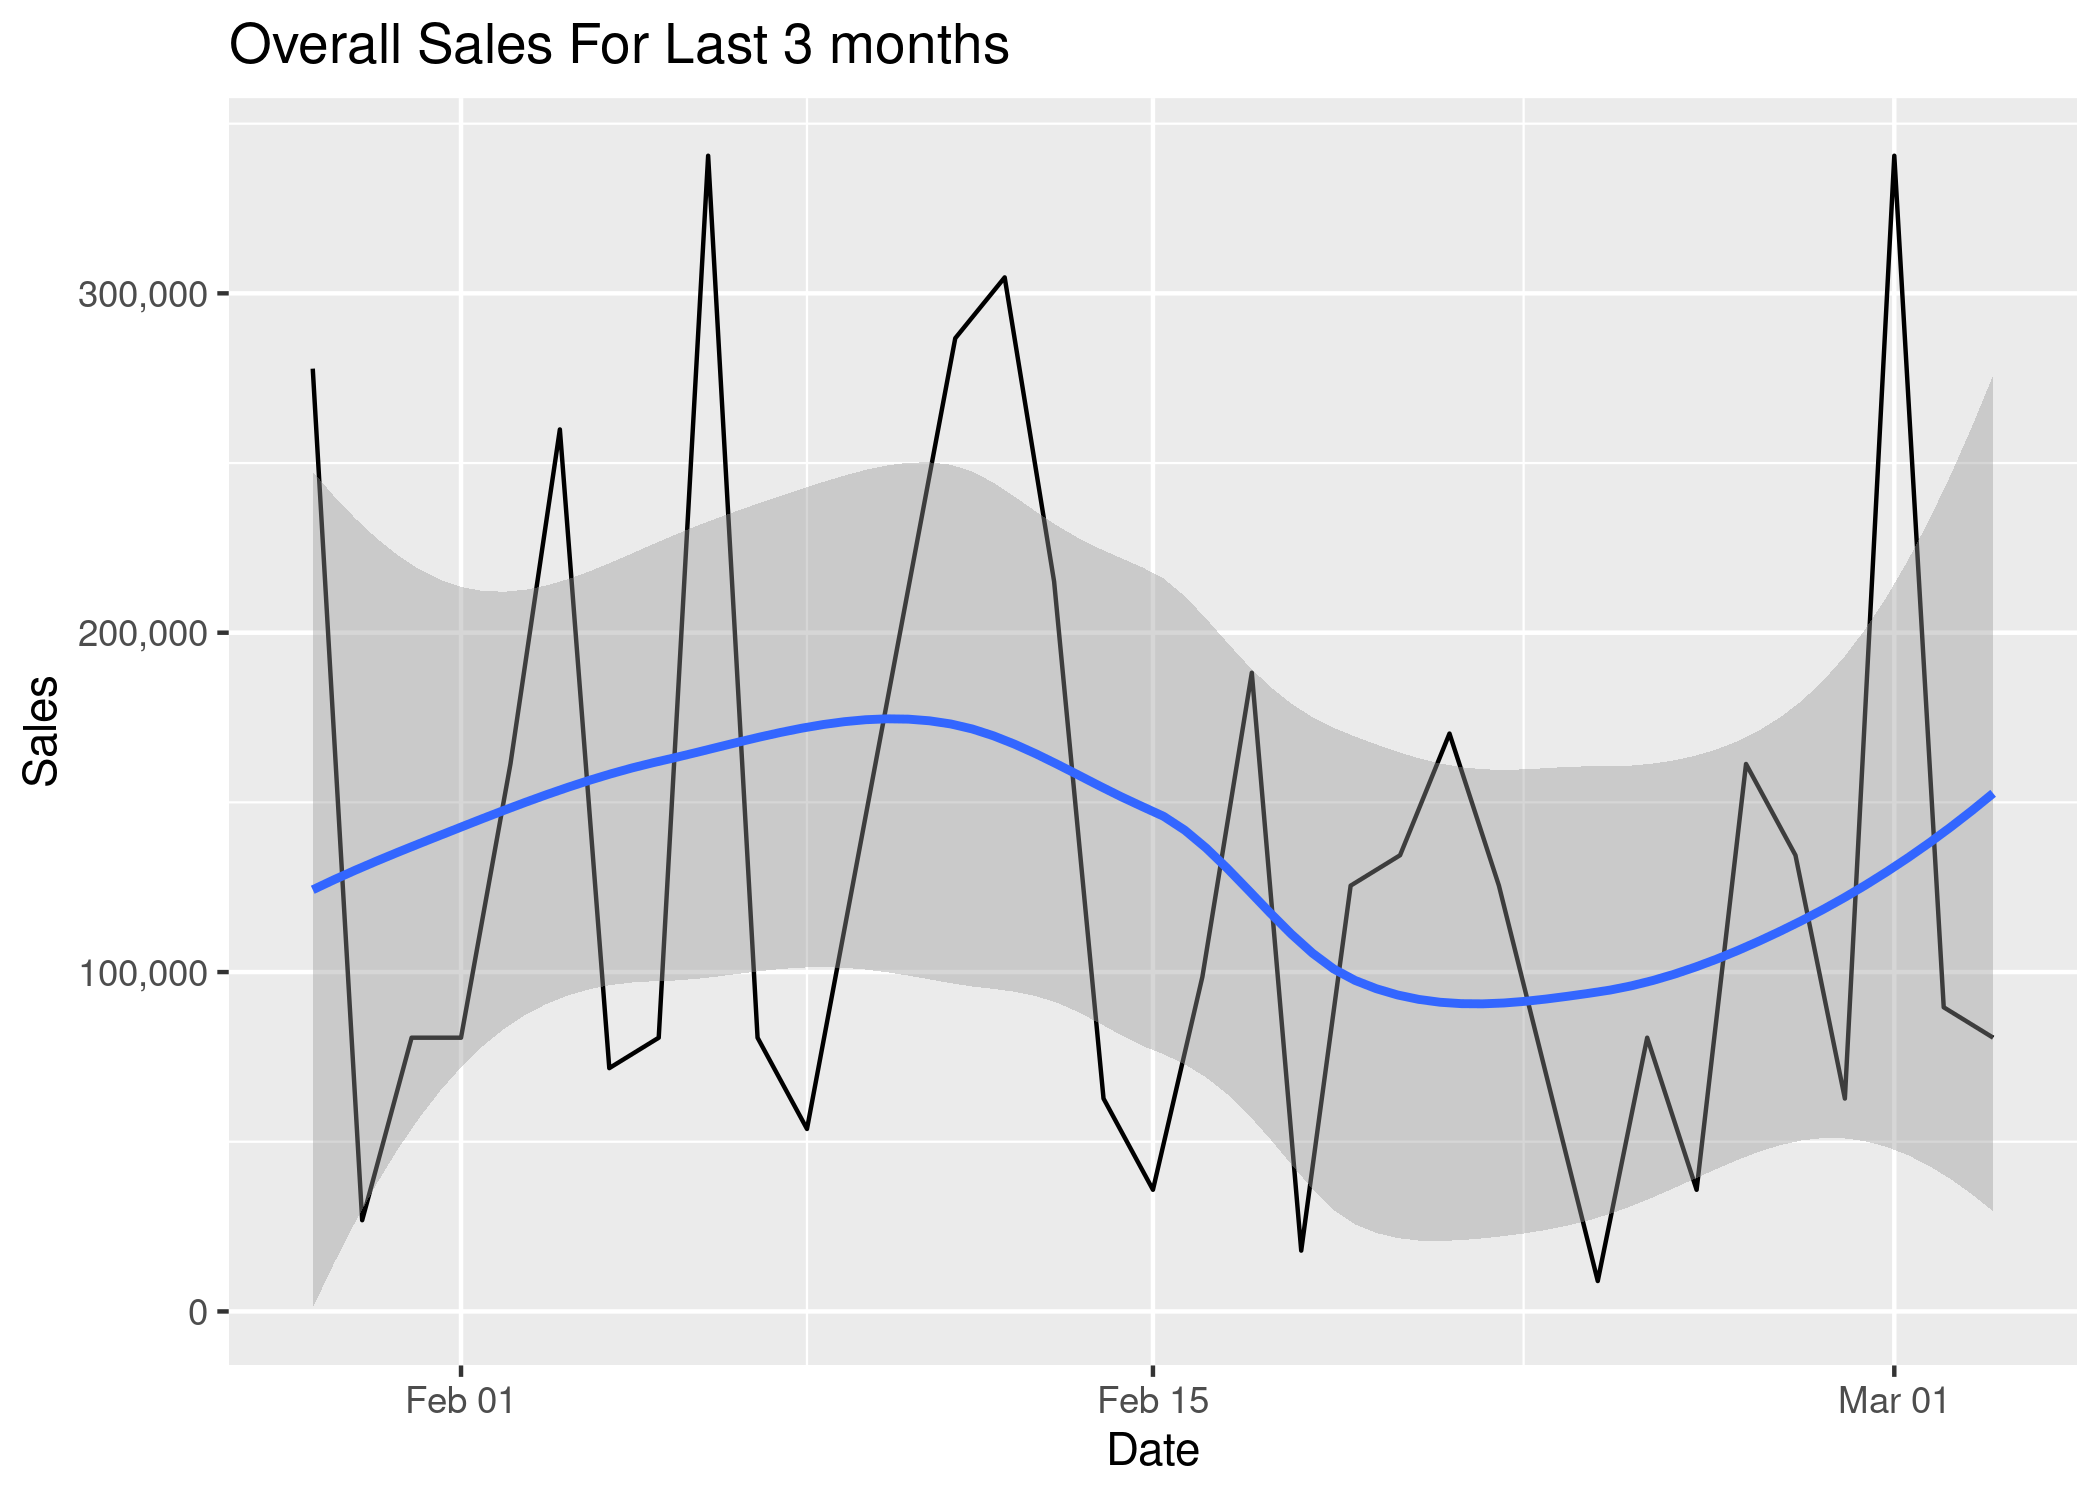 Overall Sales For Last 3 months
Sales
300,000
200,000
100,000
0
Feb 01
Feb 15
Mar 01
Date